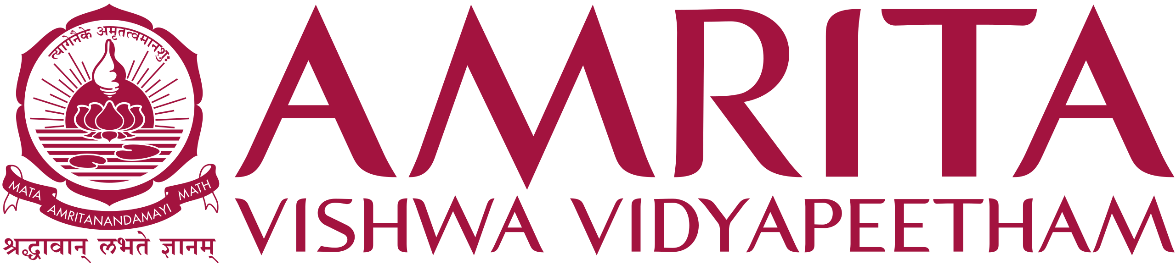 त्यागेनैके अमृतत्वमानशुः
MATA AMRITANANDAMAYI MATH
श्रद्धावान् लभते ज्ञानम्
AMRITA
VISHWA VIDYAPEETHAM